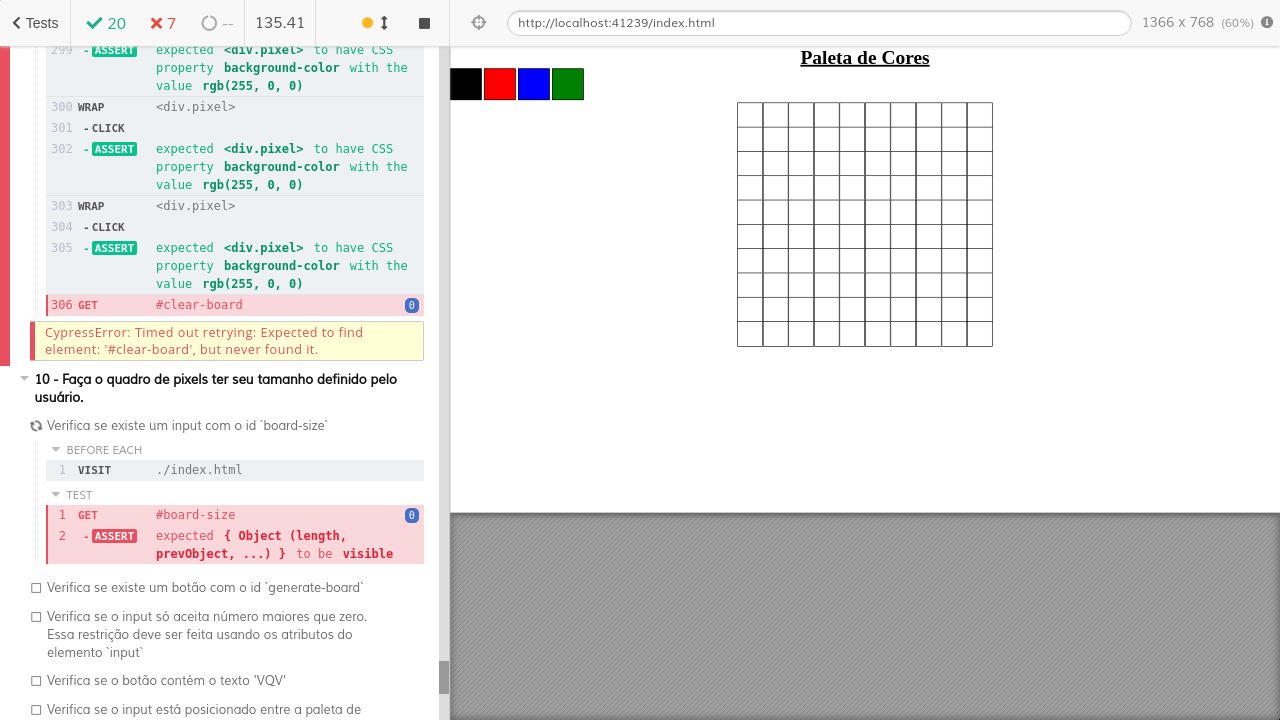 Tests 20 7 -- 135.41
299 - ASSERT expected <div.pixel> to have CSS
property background-color with the
value rgb(255, 0, 0)
300 WRAP <div.pixel>
301 - CLICK
302 - ASSERT expected <div.pixel> to have CSS
property background-color with the
value rgb(255, 0, 0)
303 WRAP <div.pixel>
304 - CLICK
305 - ASSERT expected <div.pixel> to have CSS
property background-color with the
value rgb(255, 0, 0)
306 GET #clear-board 0
CypressError: Timed out retrying: Expected to find
element: '#clear-board', but never found it.
10 - Faça o quadro de pixels ter seu tamanho definido pelo
usuário.
Verifica se existe um input com o id `board-size`
BEFORE EACH
1 VISIT ./index.html
TEST
1 GET #board-size 0
2 - ASSERT expected { Object (length,
prevObject, ...) } to be visible
Verifica se existe um botão com o id `generate-board`
Verifica se o input só aceita número maiores que zero.
Essa restrição deve ser feita usando os atributos do
elemento `input`
Verifica se o botão contém o texto 'VQV'
Verifica se o input está posicionado entre a paleta de
http://localhost:41239/index.html
1366 x 768 (60%)
Paleta de Cores